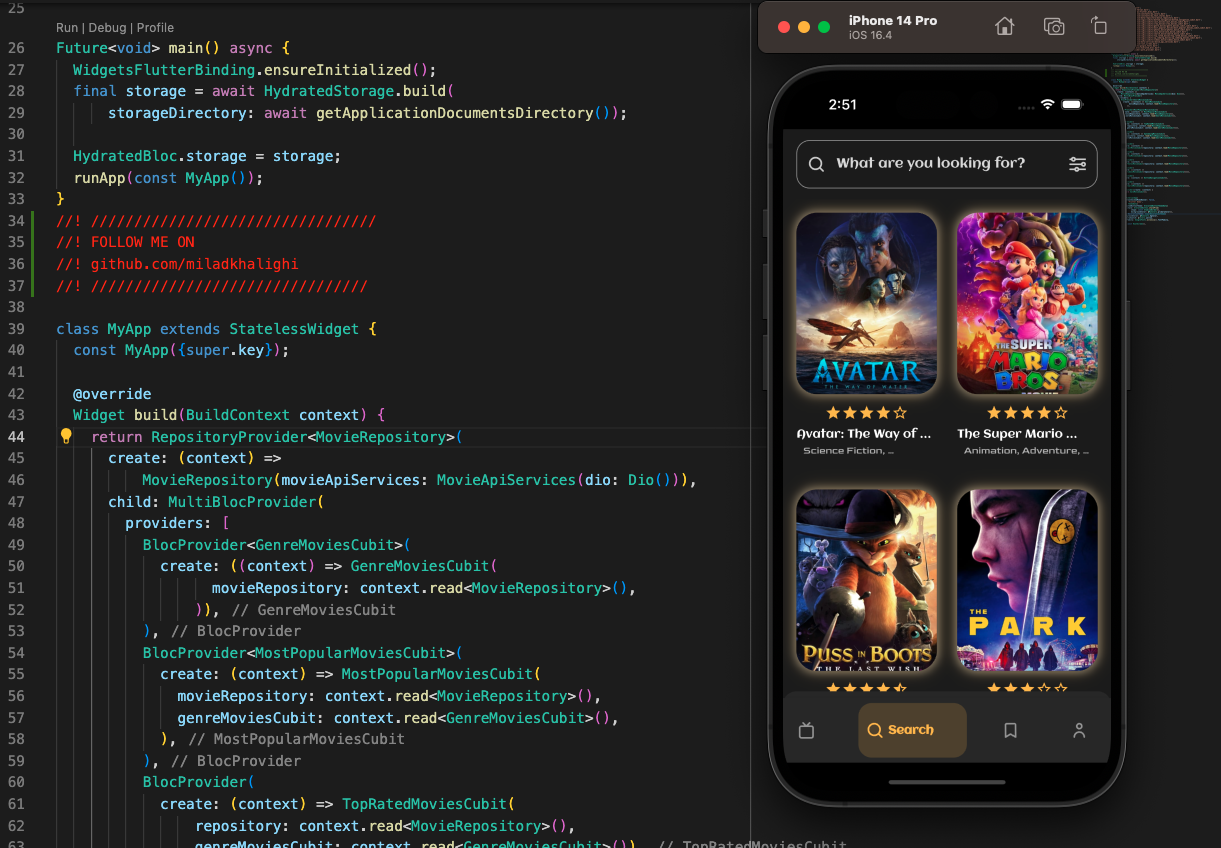 25
Run | Debug | Profile
26 Future<void> main() async {
27 WidgetsFlutterBinding.ensureInitialized();
28 final storage = await HydratedStorage.build(
29 storageDirectory: await getApplicationDocumentsDirectory());
30
31 HydratedBloc.storage = storage;
32 runApp(const MyApp());
33 }
34 //! /////////////////////////////////
35 //! FOLLOW ME ON
36 //! github.com/miladkhalighi
37 //! ////////////////////////////////
38
39 class MyApp extends StatelessWidget {
40 const MyApp({super.key});
41
42 @override
43 Widget build(BuildContext context) {
44 return RepositoryProvider<MovieRepository>(
45 create: (context) =>
46 MovieRepository(movieApiServices: MovieApiServices(dio: Dio())),
47 child: MultiBlocProvider(
48 providers: [
49 BlocProvider<GenreMoviesCubit>(
50 create: ((context) => GenreMoviesCubit(
51 movieRepository: context.read<MovieRepository>(),
52 )), // GenreMoviesCubit
53 ), // BlocProvider
54 BlocProvider<MostPopularMoviesCubit>(
55 create: (context) => MostPopularMoviesCubit(
56 movieRepository: context.read<MovieRepository>(),
57 genreMoviesCubit: context.read<GenreMoviesCubit>(),
58 ), // MostPopularMoviesCubit
59 ), // BlocProvider
60 BlocProvider(
61 create: (context) => TopRatedMoviesCubit(
62 repository: context.read<MovieRepository>(),
63 genreMoviesCubit: context.read<GenreMoviesCubit>()), // TopRatedMoviesCubit
iPhone 14 Pro
iOS 16.4
2:51
What are you looking for?
AVATAR
THE WAY OF WATER
THE SUPER
MARIO
BROS
MOVIE
Avatar: The Way of ...
The Super Mario ...
Science Fiction, ...
Animation, Adventure, ...
PUSS IN BOOTS
THE LAST WISH
THE
PARK
Search